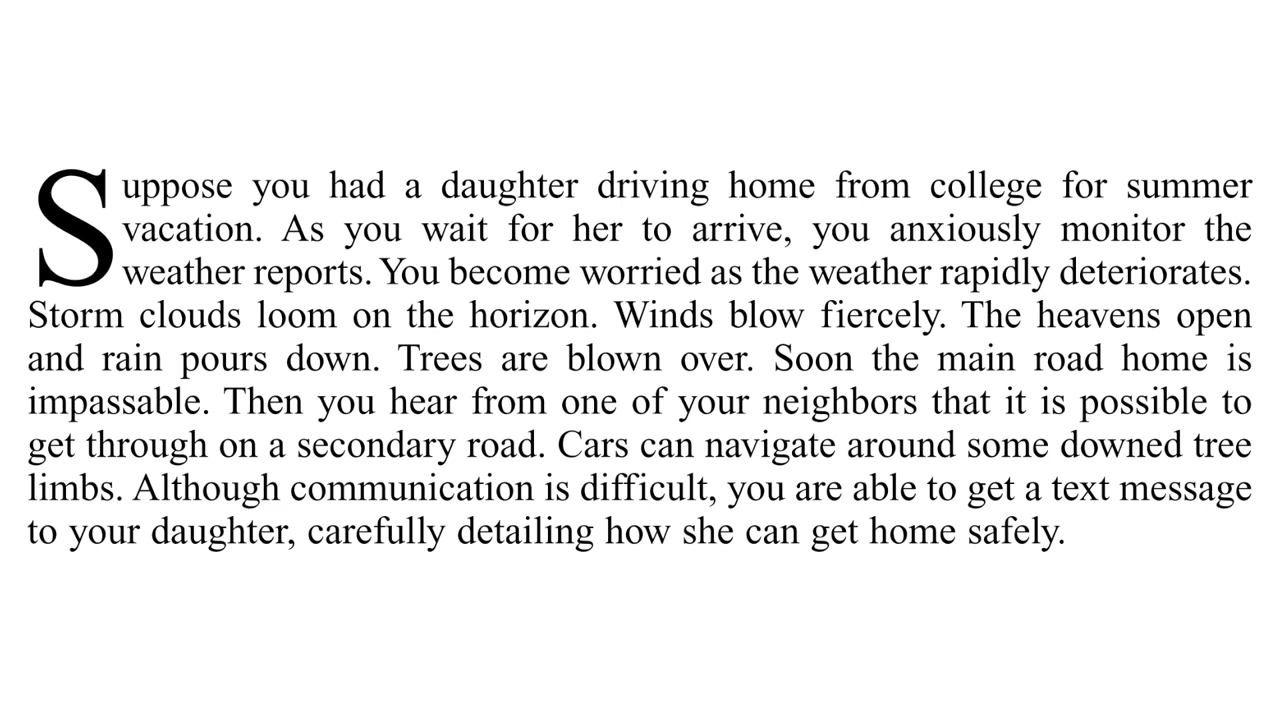 Suppose you had a daughter driving home from college for summer
vacation. As you wait for her to arrive, you anxiously monitor the
weather reports. You become worried as the weather rapidly deteriorates.
Storm clouds loom on the horizon. Winds blow fiercely. The heavens open
and rain pours down. Trees are blown over. Soon the main road home is
impassable. Then you hear from one of your neighbors that it is possible to
get through on a secondary road. Cars can navigate around some downed tree
limbs. Although communication is difficult, you are able to get a text message
to your daughter, carefully detailing how she can get home safely.